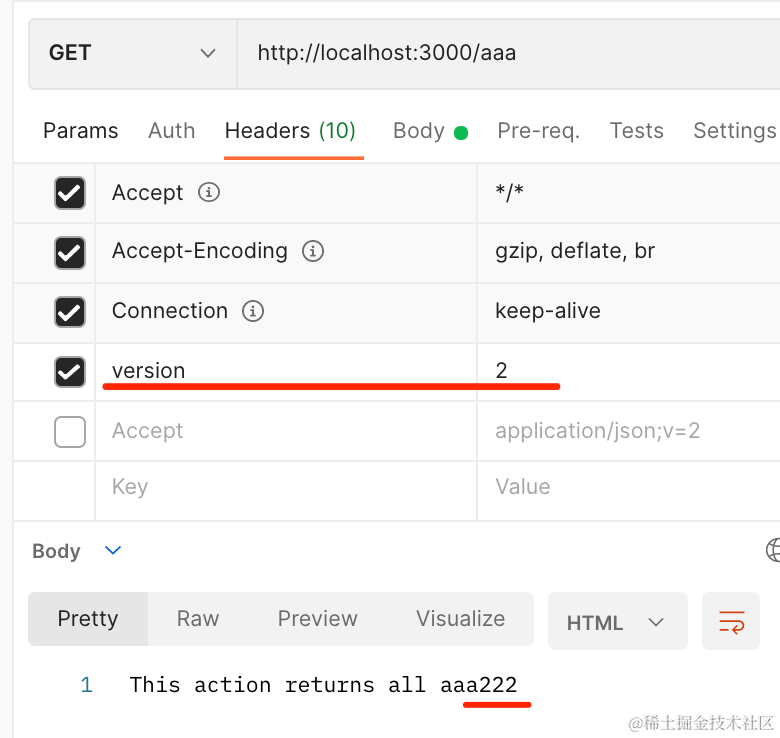 GET http://localhost:3000/aaa
Params Auth Headers (10) Body Pre-req. Tests Settings
Accept */*
Accept-Encoding gzip, deflate, br
Connection keep-alive
version 2
Accept application/json;v=2
Key Value
Body
Pretty Raw Preview Visualize HTML
1 This action returns all aaa222
@稀土掘金技术社区